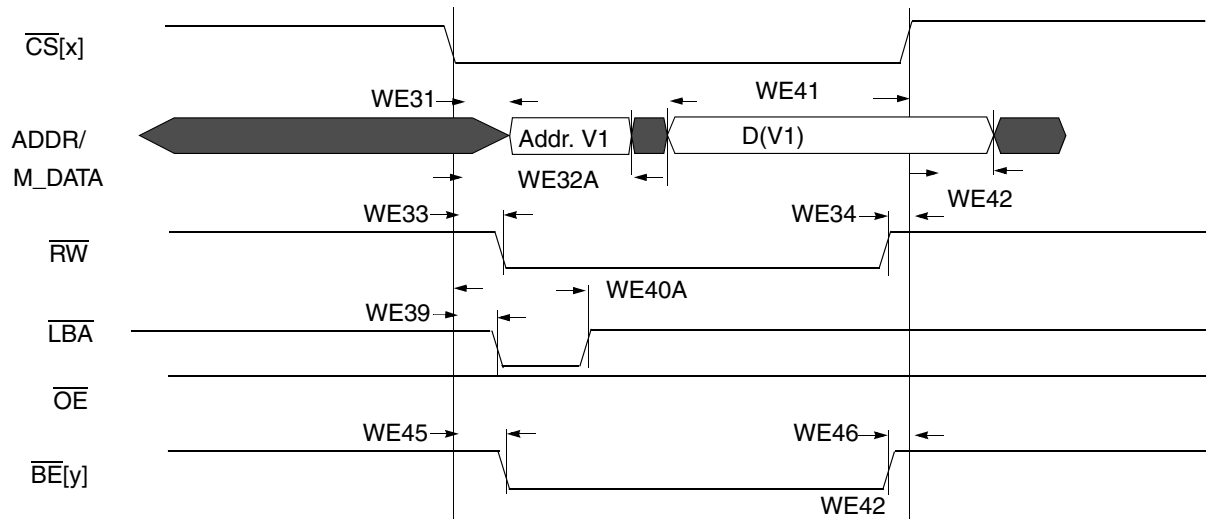 CS[x]
WE31
WE41
ADDR/
M_DATA
Addr. V1
D(V1)
WE32A
WE42
WE33
WE34
RW
WE40A
WE39
LBA
OE
WE45
WE46
BE[y]
WE42